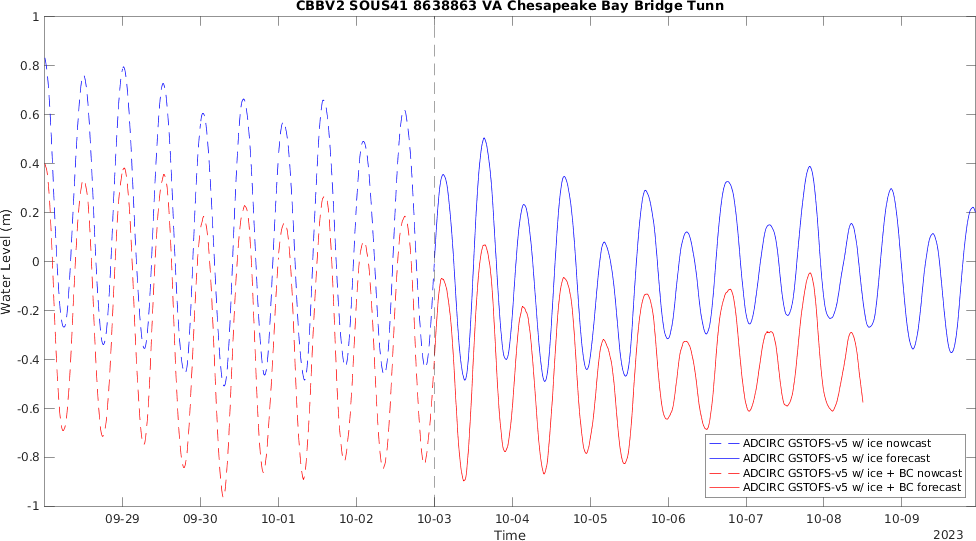 CBBV2 SOUS41 8638863 VA Chesapeake Bay Bridge Tunn
1
0.8
0.6
0.4
0.2
0
-0.2
-0.4
-0.6
-0.8
-1
Water Level (m)
09-29 09-30 10-01 10-02 10-03 10-04 10-05 10-06 10-07 10-08 10-09
Time
2023
ADCIRC GSTOFS-v5 w/ ice nowcast
ADCIRC GSTOFS-v5 w/ ice forecast
ADCIRC GSTOFS-v5 w/ ice + BC nowcast
ADCIRC GSTOFS-v5 w/ ice + BC forecast